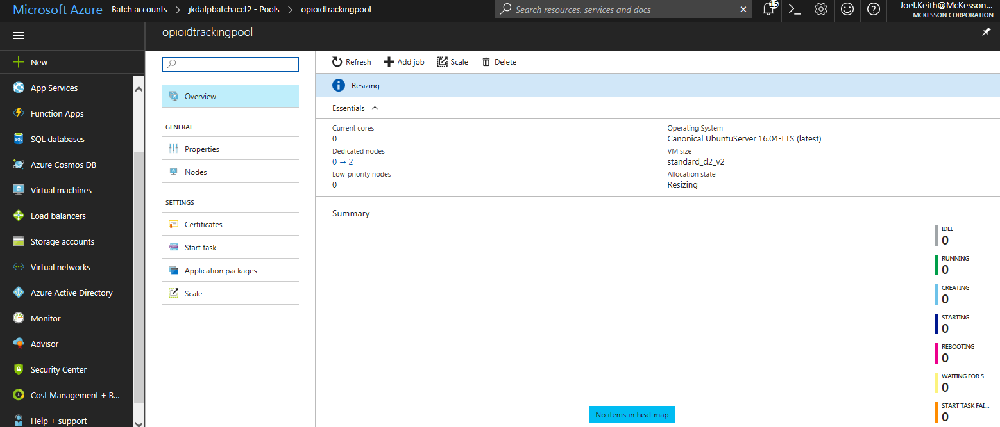 Microsoft Azure Batch accounts > jkdafpbatchacct2 - Pools > opioidtrackingpool
Search resources, services and docs
15
Joel.Keith@McKesson...
MCKESSON CORPORATION
opioidtrackingpool
New
App Services
Function Apps
SQL databases
Azure Cosmos DB
Virtual machines
Load balancers
Storage accounts
Virtual networks
Azure Active Directory
Monitor
Advisor
Security Center
Cost Management + B...
Help + support
Overview
GENERAL
Properties
Nodes
SETTINGS
Certificates
Start task
Application packages
Scale
Refresh Add job Scale Delete
Resizing
Essentials
Current cores
0
Dedicated nodes
0 → 2
Low-priority nodes
0
Operating System
Canonical UbuntuServer 16.04-LTS (latest)
VM size
standard_d2_v2
Allocation state
Resizing
Summary
IDLE
0
RUNNING
0
CREATING
0
STARTING
0
REBOOTING
0
WAITING FOR S...
0
START TASK FAI...
0
No items in heat map